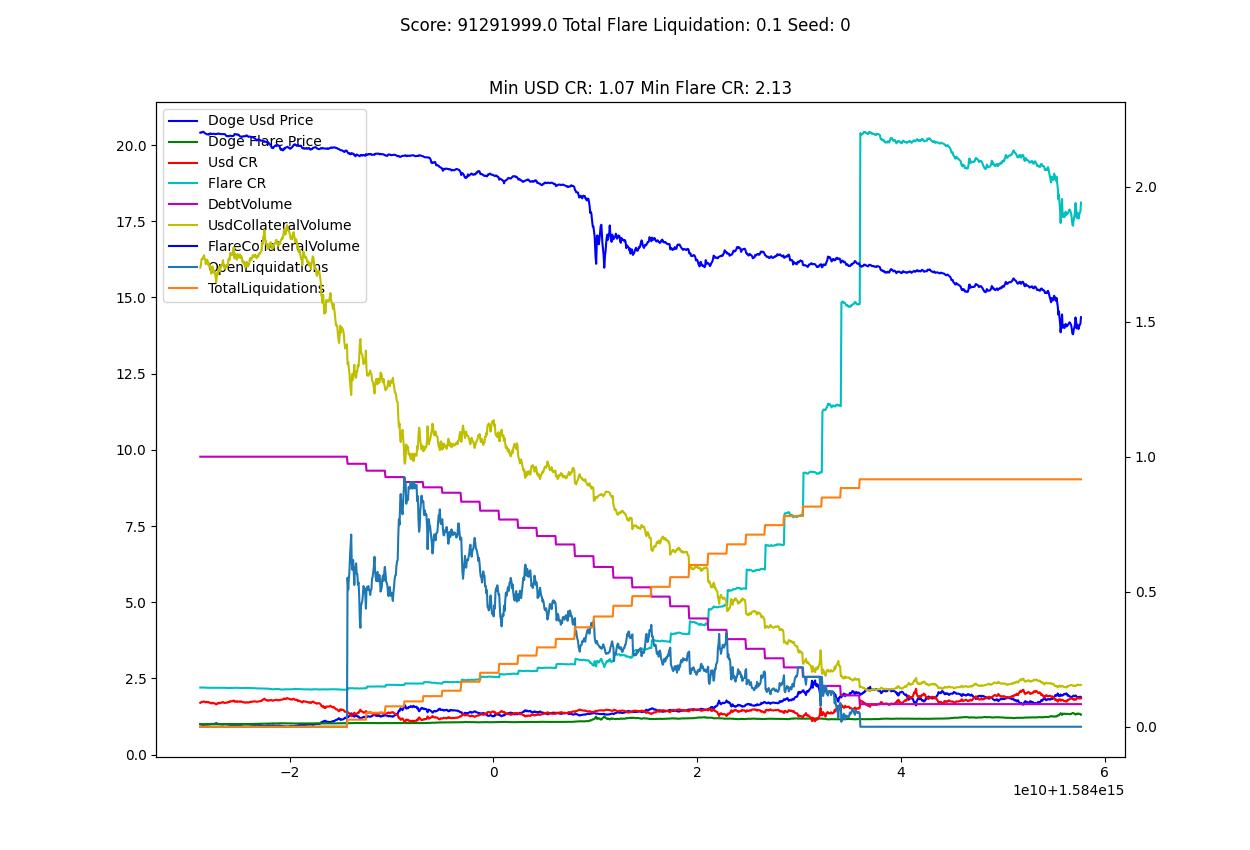 Score: 91291999.0 Total Flare Liquidation: 0.1 Seed: 0
Min USD CR: 1.07 Min Flare CR: 2.13
Doge Usd Price
Doge Flare Price
Usd CR
Flare CR
DebtVolume
UsdCollateralVolume
FlareCollateralVolume
OpenLiquidations
TotalLiquidations
20.0
17.5
15.0
12.5
10.0
7.5
5.0
2.5
0.0
2.0
1.5
1.0
0.5
0.0
−2
0
2
4
6
1e10+1.584e15